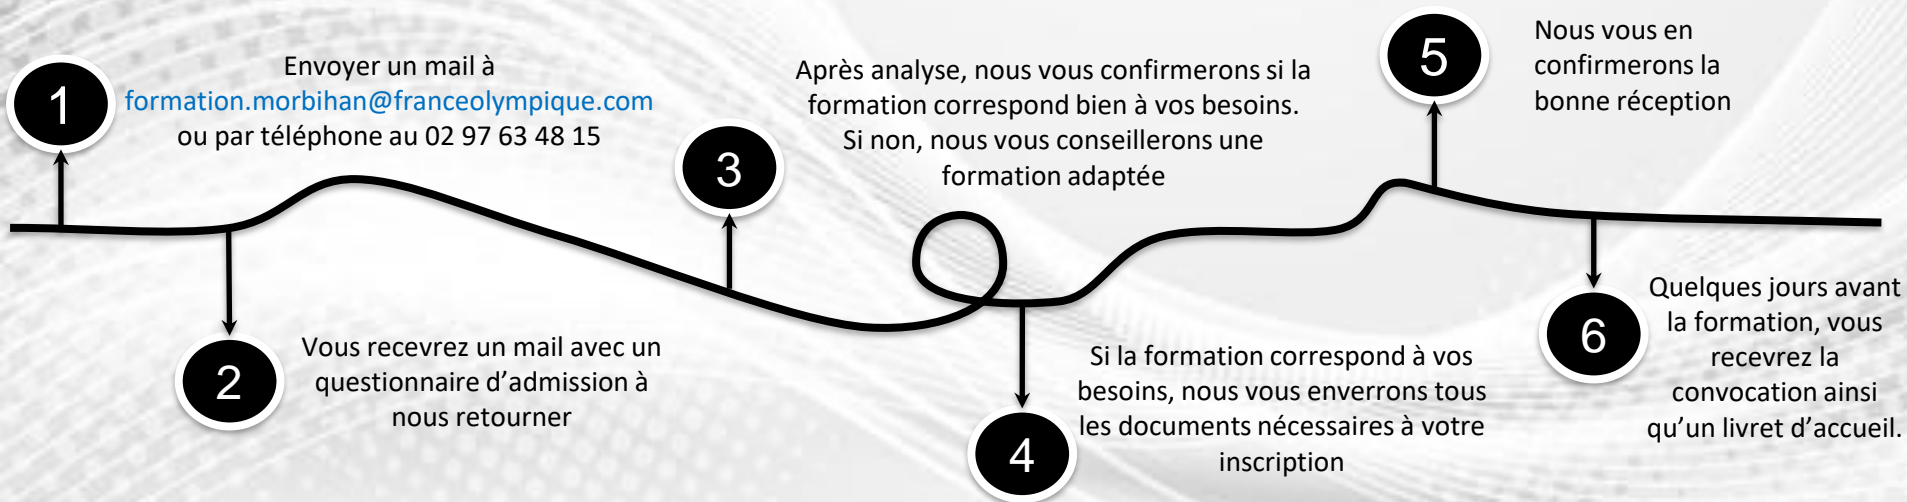 1
Envoyer un mail à
formation.morbihan@franceolympique.com
ou par téléphone au 02 97 63 48 15
2
Vous recevrez un mail avec un
questionnaire d’admission à
nous retourner
3
Après analyse, nous vous confirmerons si la
formation correspond bien à vos besoins.
Si non, nous vous conseillerons une
formation adaptée
4
Si la formation correspond à vos
besoins, nous vous enverrons tous
les documents nécessaires à votre
inscription
5
Nous vous en
confirmerons la
bonne réception
6
Quelques jours avant
la formation, vous
recevrez la
convocation ainsi
qu’un livret d’accueil.